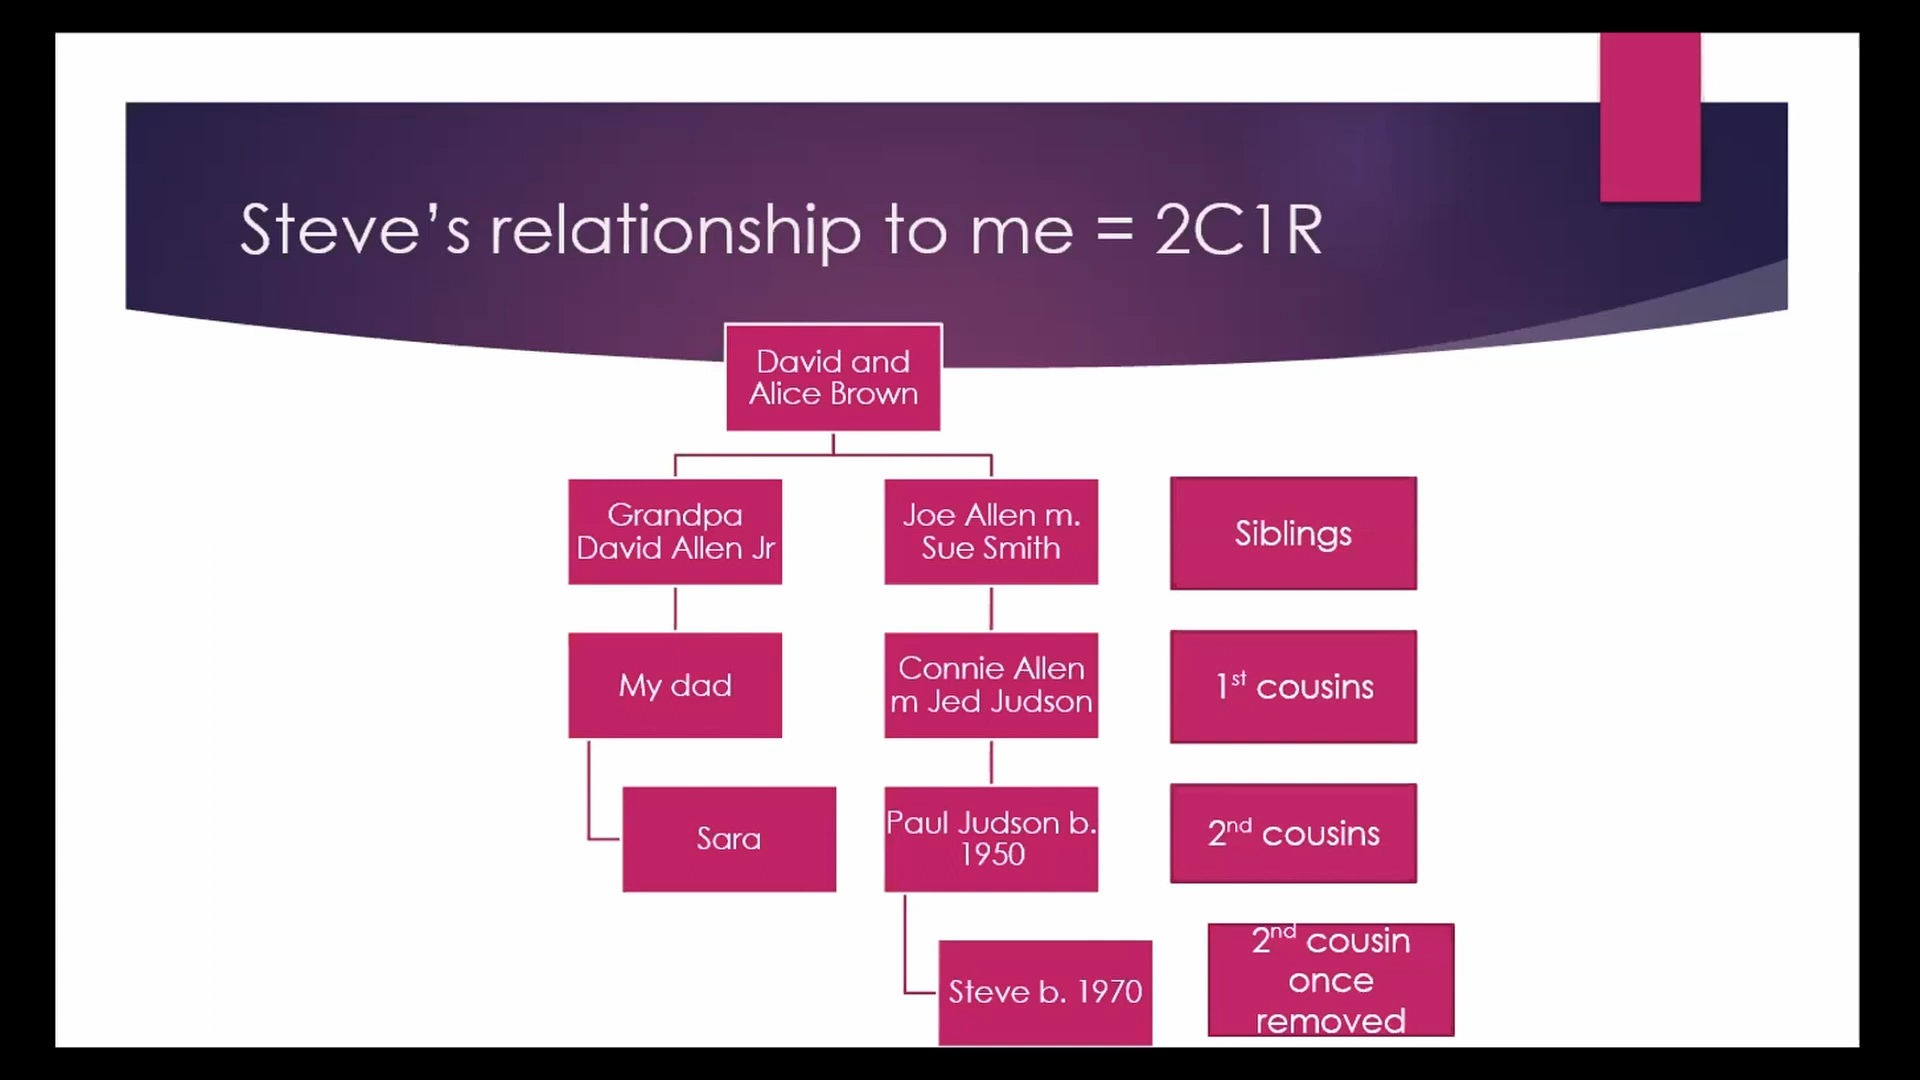 Steve’s relationship to me = 2C1R
David and
Alice Brown
Grandpa
David Allen Jr
Joe Allen m.
Sue Smith
Siblings
My dad
Connie Allen
m Jed Judson
1st cousins
Sara
Paul Judson b.
1950
2nd cousins
Steve b. 1970
2nd cousin
once
removed